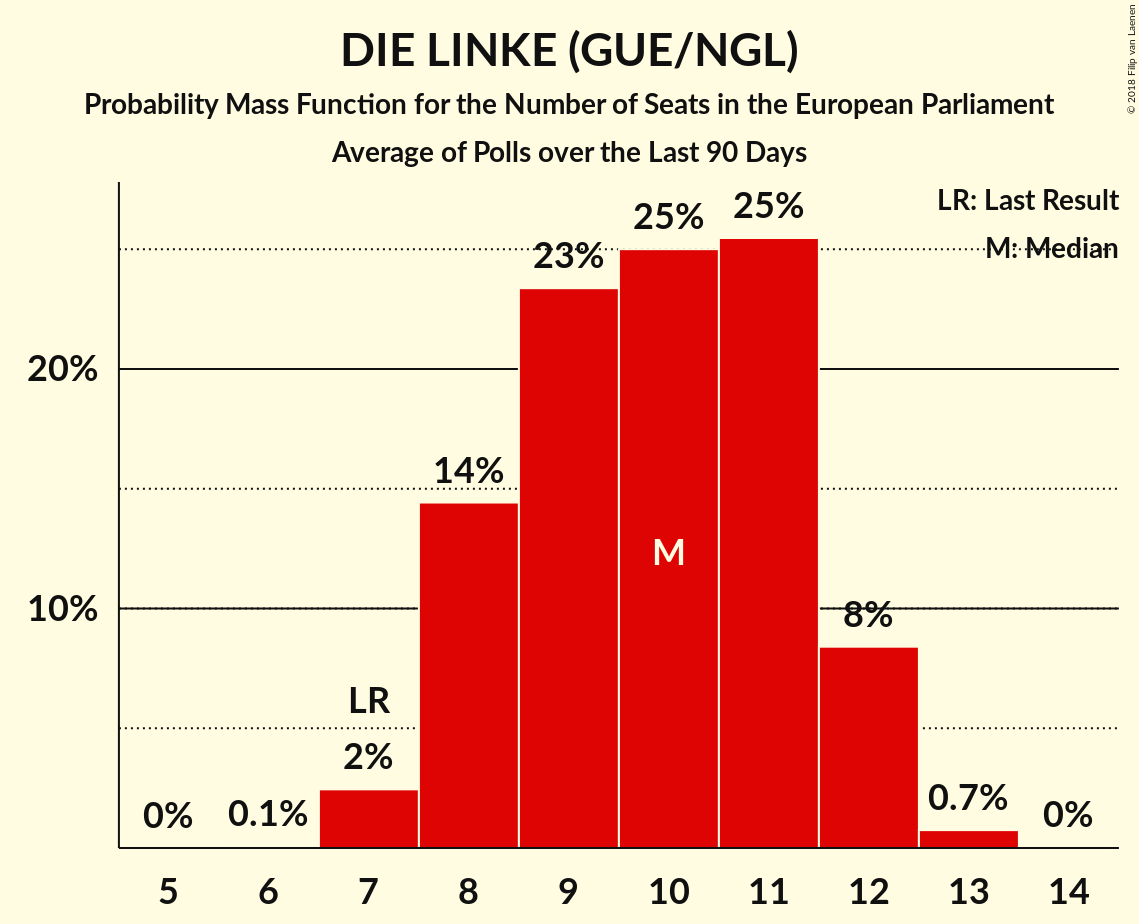 DIE LINKE (GUE/NGL)
Probability Mass Function for the Number of Seats in the European Parliament
Average of Polls over the Last 90 Days
© 2018 Filip van Laenen
LR: Last Result
M: Median
25%
25%
23%
20%
14%
M
10%
8%
LR
2%
0%
0.1%
0.7%
0%
5 6 7 8 9 10 11 12 13 14